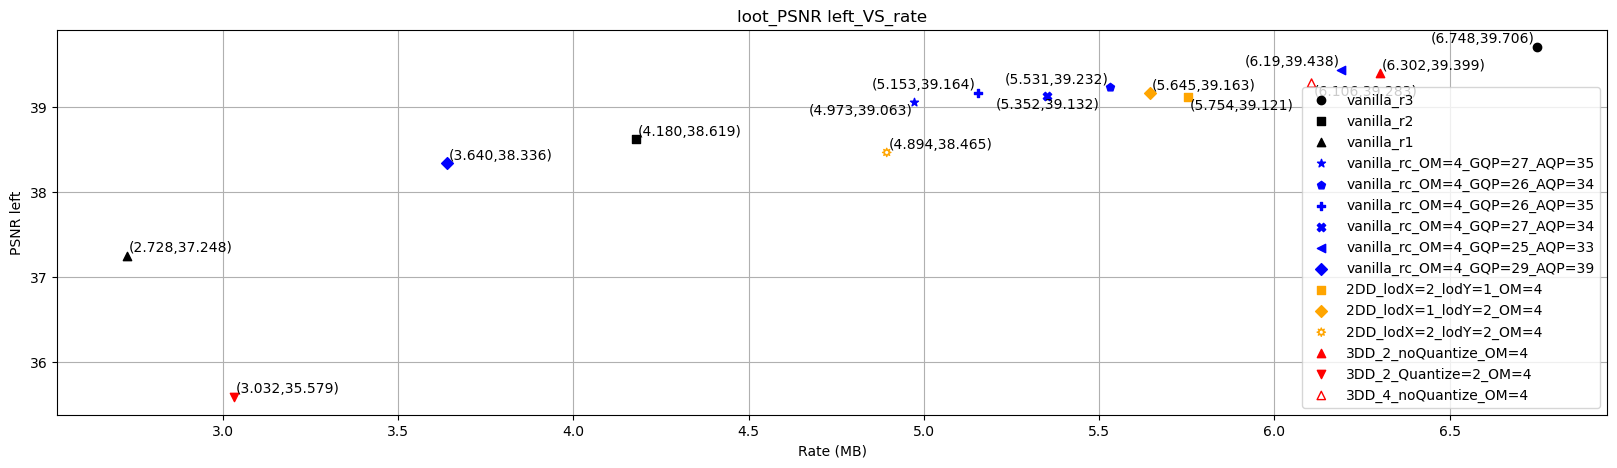 loot_PSNR left_VS_rate
(6.748,39.706)
(6.19,39.438)
(6.302,39.399)
(5.153,39.164)
(5.531,39.232)
(5.645,39.163)
(6.106,39.283)
(4.973,39.063)
(5.352,39.132)
(5.754,39.121)
(4.180,38.619)
(4.894,38.465)
(3.640,38.336)
(2.728,37.248)
(3.032,35.579)
39
38
37
36
PSNR left
vanilla_r3
vanilla_r2
vanilla_r1
vanilla_rc_OM=4_GQP=27_AQP=35
vanilla_rc_OM=4_GQP=26_AQP=34
vanilla_rc_OM=4_GQP=26_AQP=35
vanilla_rc_OM=4_GQP=27_AQP=34
vanilla_rc_OM=4_GQP=25_AQP=33
vanilla_rc_OM=4_GQP=29_AQP=39
2DD_lodX=2_lodY=1_OM=4
2DD_lodX=1_lodY=2_OM=4
2DD_lodX=2_lodY=2_OM=4
3DD_2_noQuantize_OM=4
3DD_2_Quantize=2_OM=4
3DD_4_noQuantize_OM=4
3.0 3.5 4.0 4.5 5.0 5.5 6.0 6.5
Rate (MB)